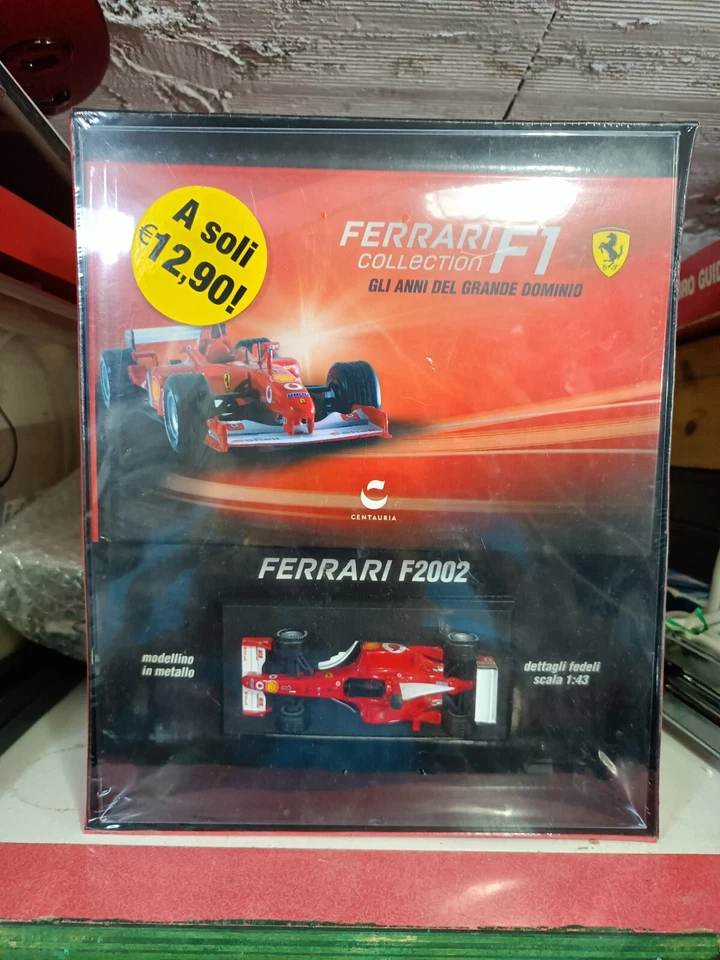 A soli
€12,90!
FERRARI F1
COLLECTION
GLI ANNI DEL GRANDE DOMINIO
CENTAURIA
FERRARI F2002
modellino
in metallo
dettagli fedeli
scala 1:43